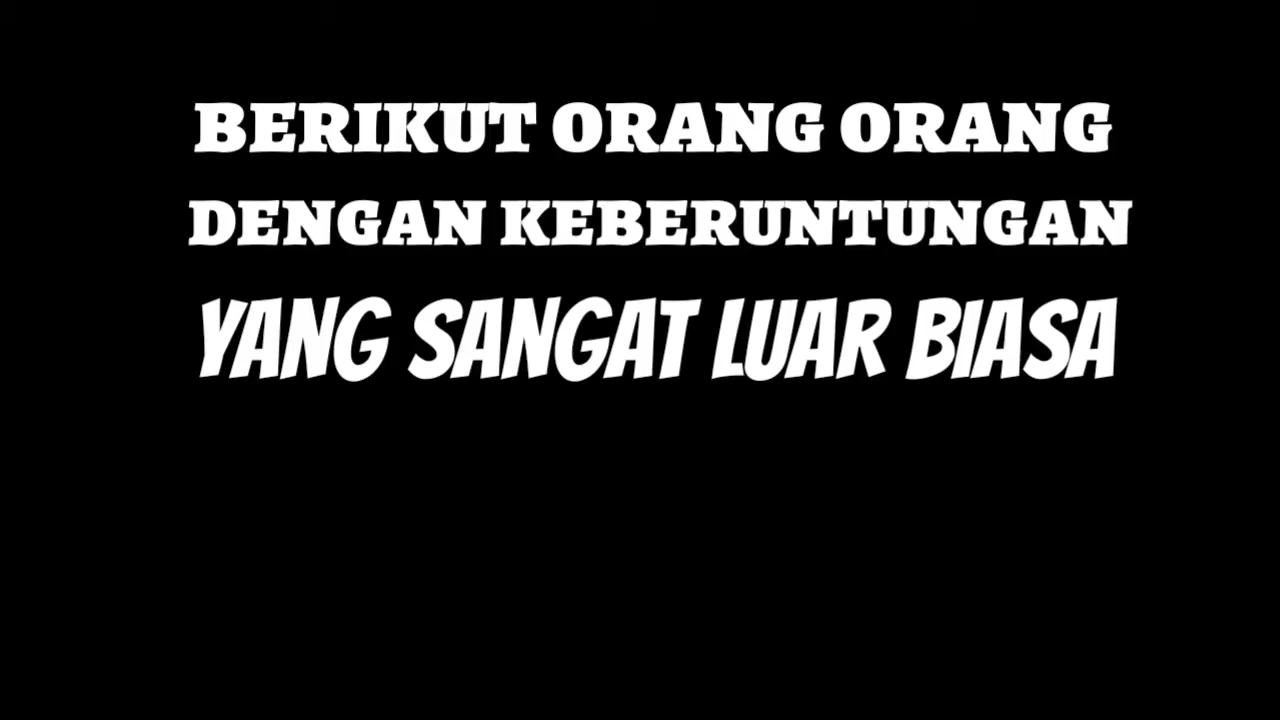 BERIKUT ORANG ORANG
DENGAN KEBERUNTUNGAN
YANG SANGAT LUAR BIASA